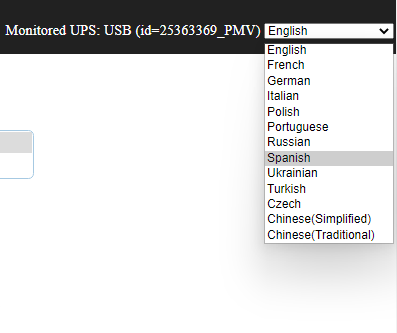 Monitored UPS: USB (id=25363369_PMV) English
English
French
German
Italian
Polish
Portuguese
Russian
Spanish
Ukrainian
Turkish
Czech
Chinese(Simplified)
Chinese(Traditional)